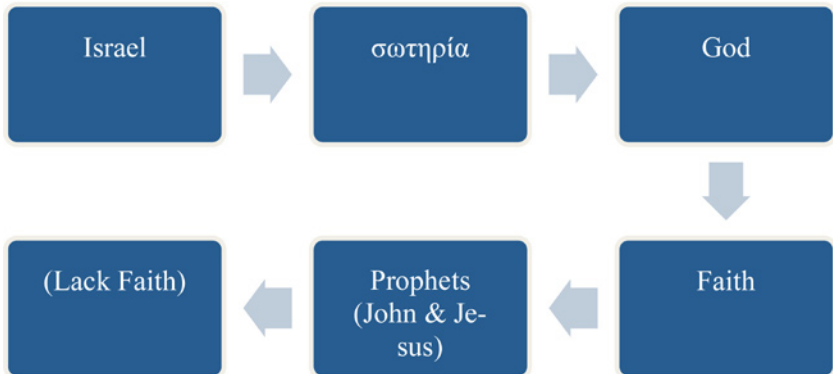 Israel
σωτηρία
God
(Lack Faith)
Prophets
(John & Je-
sus)
Faith